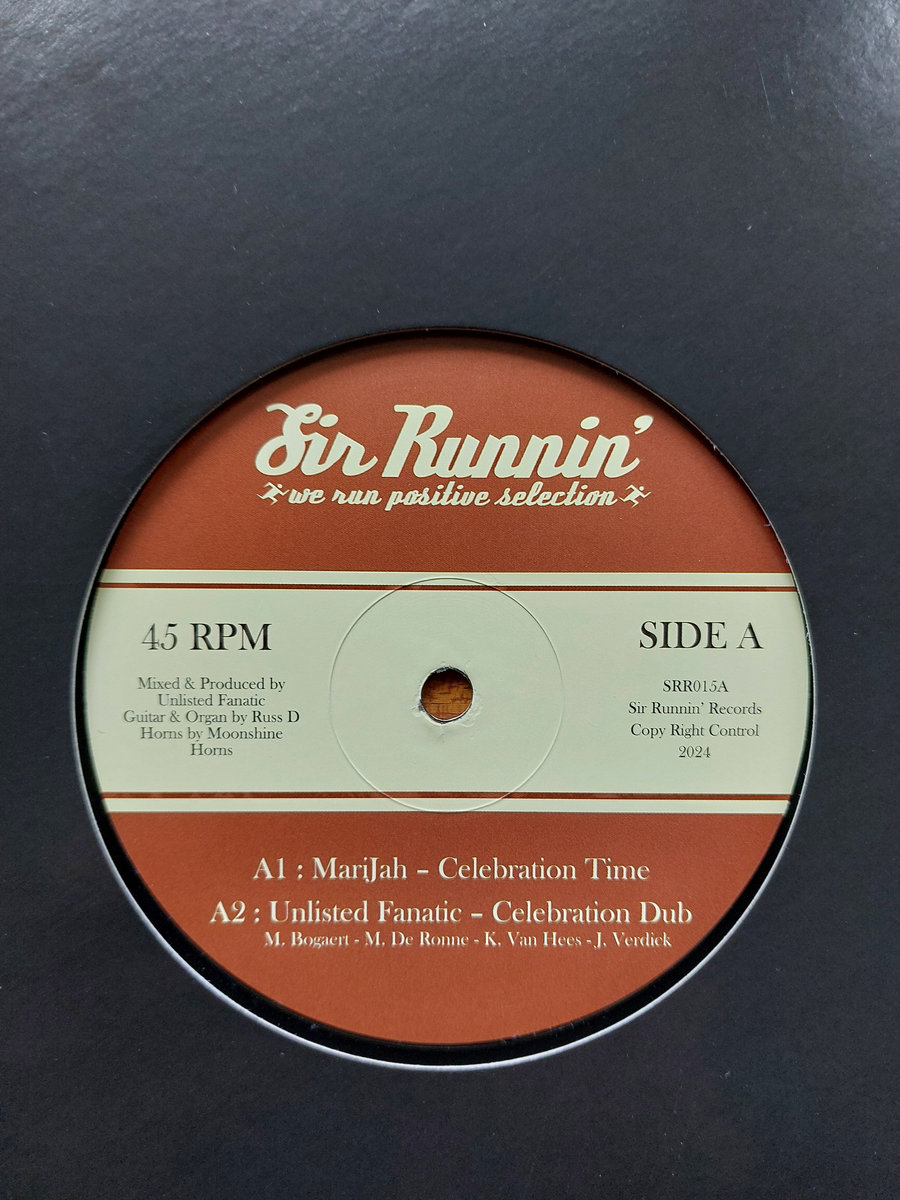 Sir Runnin'
we run positive selection
45 RPM
Mixed & Produced by
Unlisted Fanatic
Guitar & Organ by Russ D
Horns by Moonshine
Horns
SIDE A
SRR015A
Sir Runnin' Records
Copy Right Control
2024
A1 : MariJah – Celebration Time
A2 : Unlisted Fanatic – Celebration Dub
M. Bogaert - M. De Ronne - K. Van Hees - J. Verdick